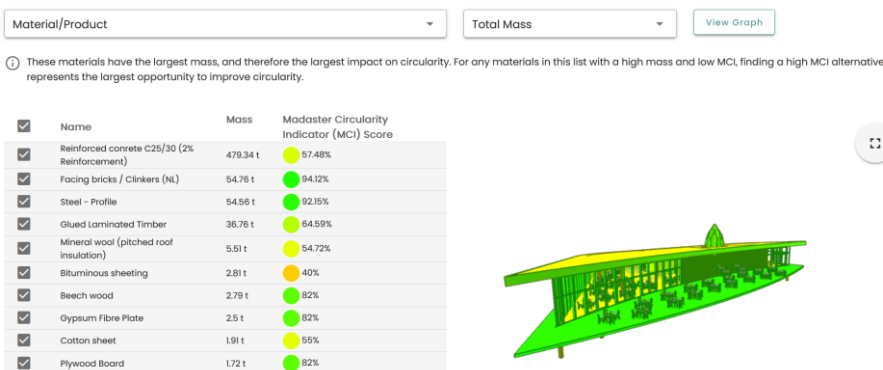 Material/Product
Total Mass
View Graph
These materials have the largest mass, and therefore the largest impact on circularity. For any materials in this list with a high mass and low MCI, finding a high MCI alternative
represents the largest opportunity to improve circularity.
Name Mass Madaster Circularity
Indicator (MCI) Score
Reinforced conrete C25/30 (2%
Reinforcement) 479.34 t 57.48%
Facing bricks / Clinkers (NL) 54.76 t 94.12%
Steel - Profile 54.56 t 92.15%
Glued Laminated Timber 36.76 t 64.59%
Mineral wool (pitched roof
insulation) 5.51 t 54.72%
Bituminous sheeting 2.81 t 40%
Beech wood 2.79 t 82%
Gypsum Fibre Plate 2.5 t 82%
Cotton sheet 1.91 t 55%
Plywood Board 1.72 t 82%